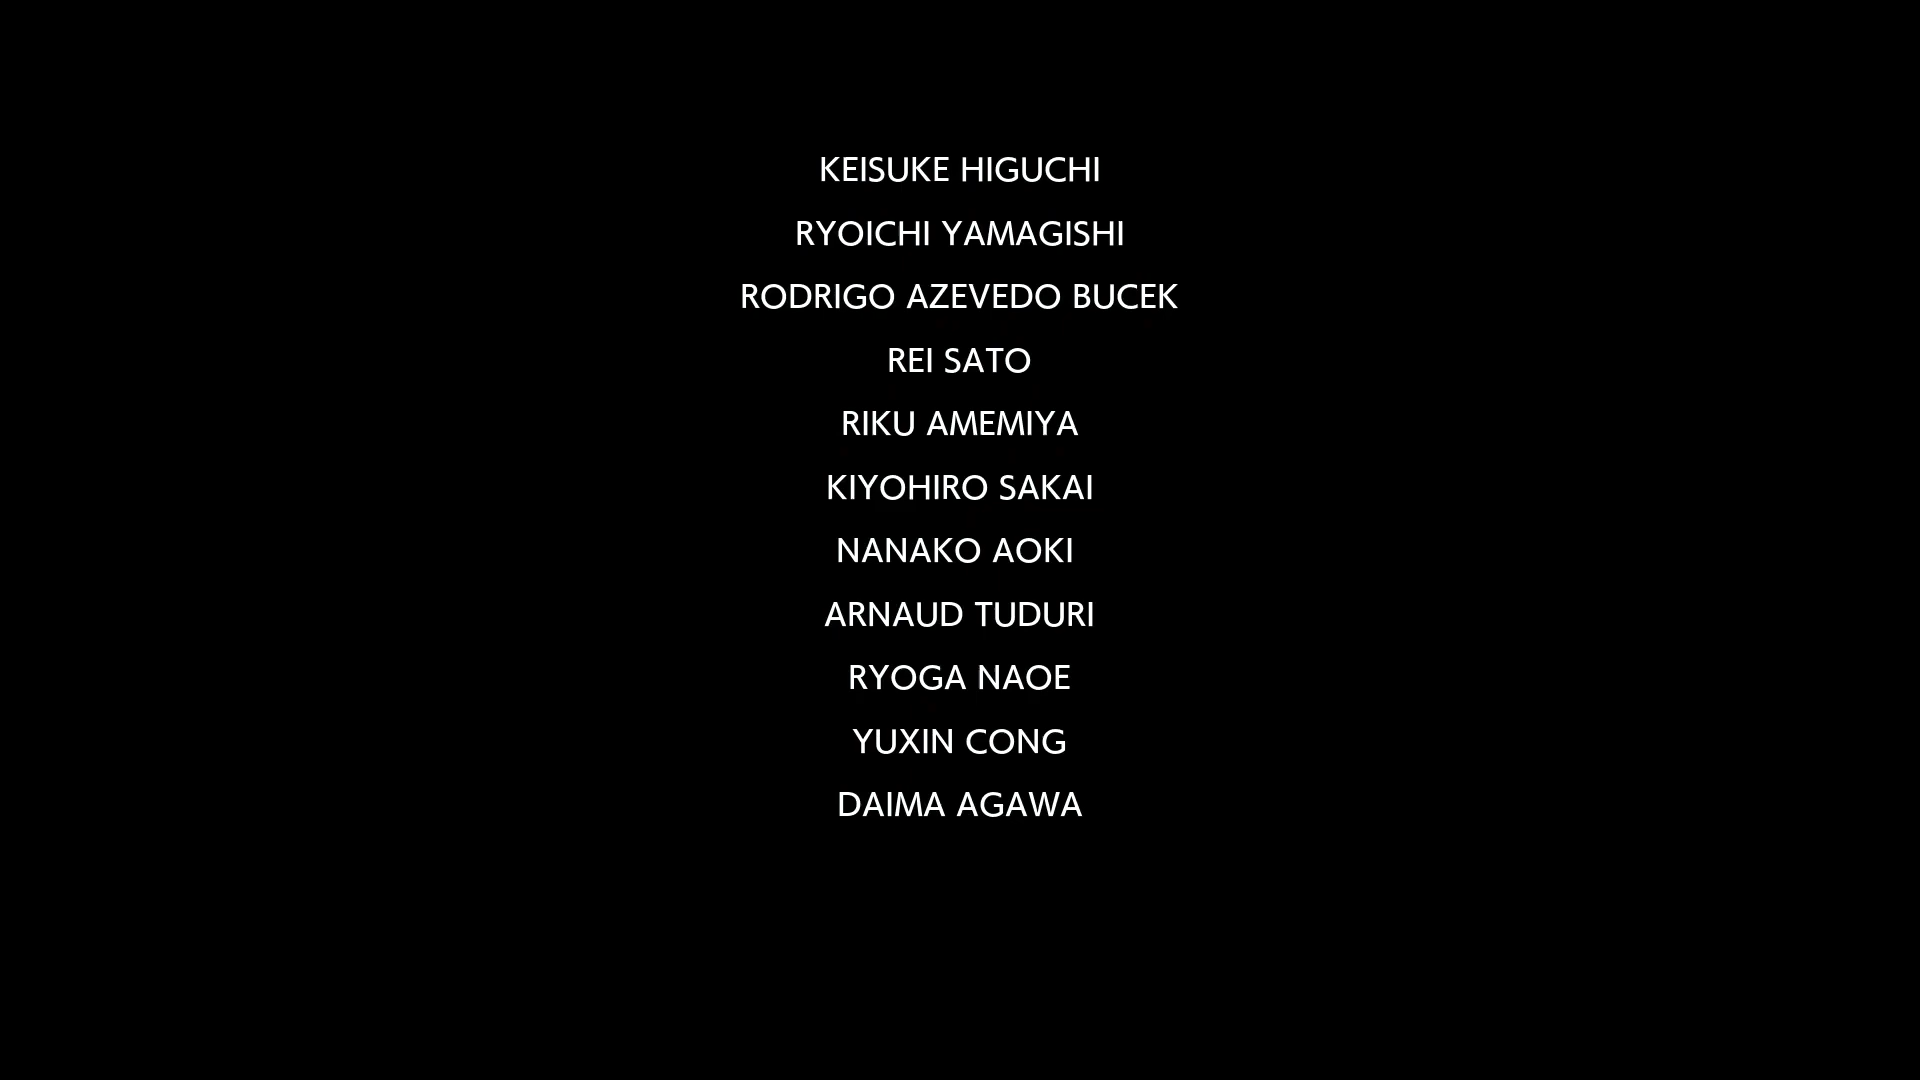 KEISUKE HIGUCHI
RYOICHI YAMAGISHI
RODRIGO AZEVEDO BUCEK
REI SATO
RIKU AMEMIYA
KIYOHIRO SAKAI
NANAKO AOKI
ARNAUD TUDURI
RYOGA NAOE
YUXIN CONG
DAIMA AGAWA